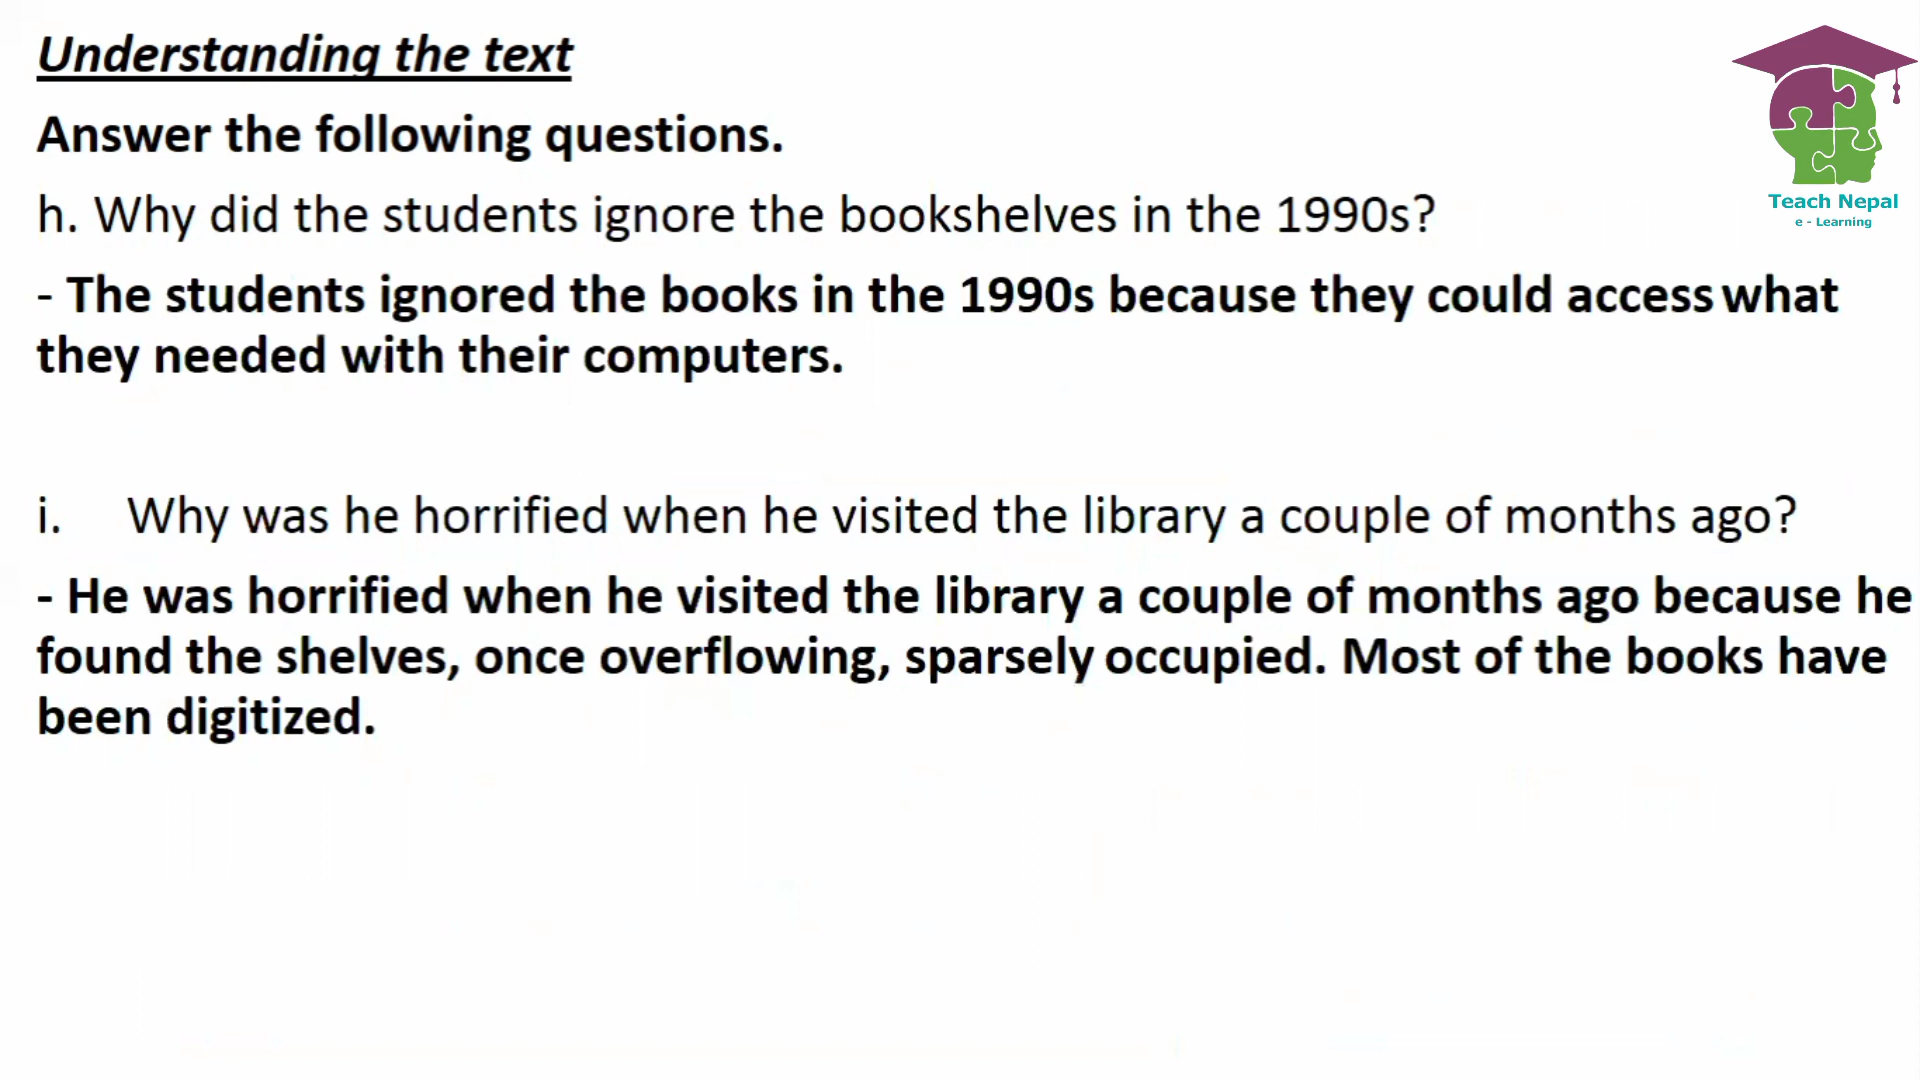 Understanding the text
Answer the following questions.
h. Why did the students ignore the bookshelves in the 1990s?
- The students ignored the books in the 1990s because they could access what
they needed with their computers.
i. Why was he horrified when he visited the library a couple of months ago?
- He was horrified when he visited the library a couple of months ago because he
found the shelves, once overflowing, sparsely occupied. Most of the books have
been digitized.
Teach Nepal
e - Learning